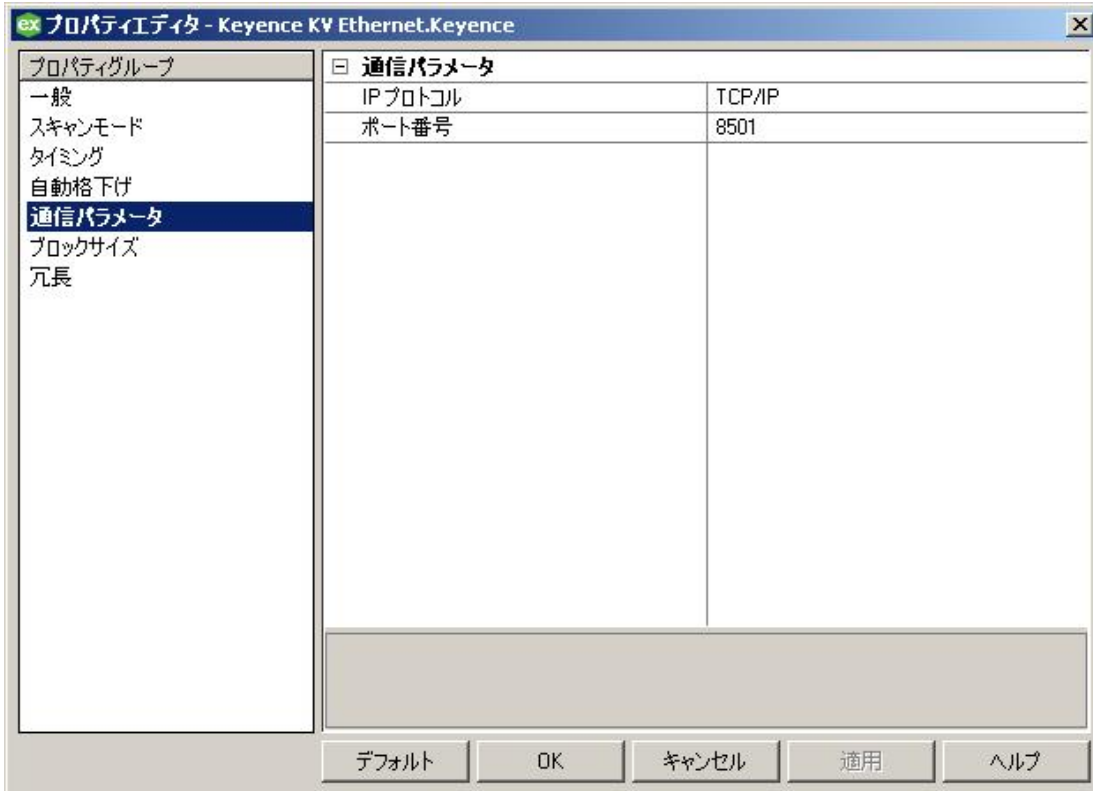 ex プロパティエディタ - Keyence KV Ethernet.Keyence
プロパティグループ
一般
スキャンモード
タイミング
自動格下げ
通信パラメータ
ブロックサイズ
冗長
通信パラメータ
IP プロトコル TCP/IP
ポート番号 8501
デフォルト OK キャンセル 適用 ヘルプ